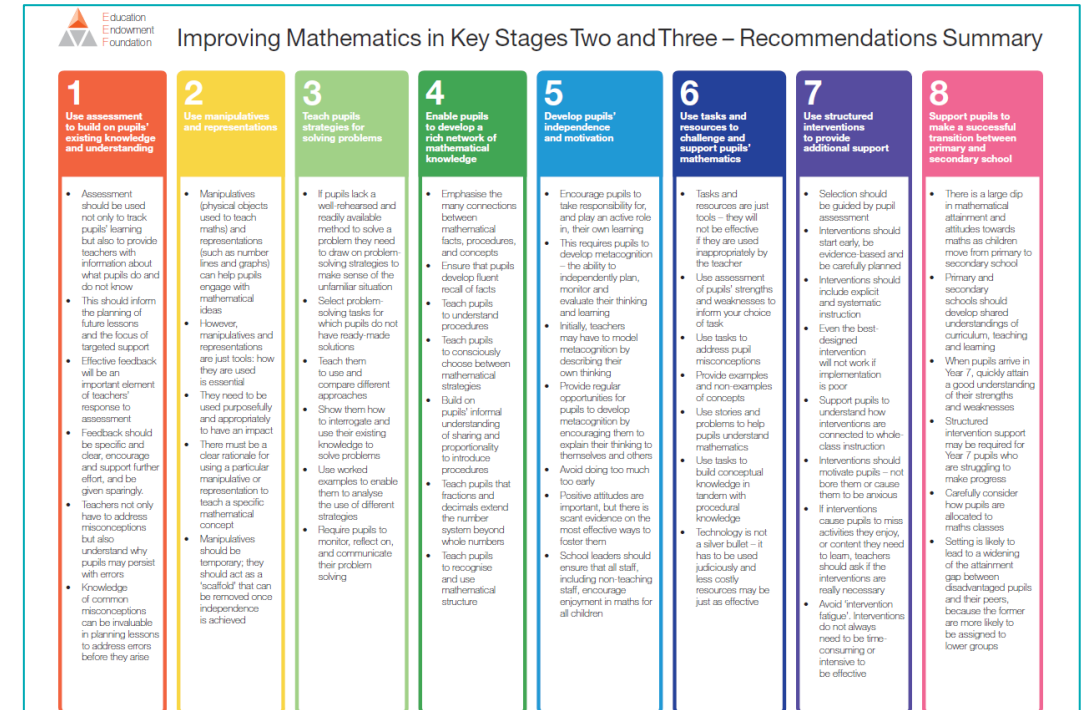 Education
Endowment
Foundation
Improving Mathematics in Key Stages Two and Three – Recommendations Summary
1
Use assessment
to build on pupils'
existing knowledge
and understanding
• Assessment
should be used
not only to track
pupils' learning
but also to provide
teachers with
information about
what pupils do and
do not know
• This should inform
the planning of
future lessons
and the focus of
targeted support
• Effective feedback
will be an
important element
of teachers'
response to
assessment
• Feedback should
be specific and
clear, encourage
and support further
effort, and be
given sparingly.
• Teachers not only
have to address
misconceptions
but also
understand why
pupils may persist
with errors
• Knowledge
of common
misconceptions
can be invaluable
in planning lessons
to address errors
before they arise
2
Use manipulatives
and representations
• Manipulatives
(physical objects
used to teach
maths) and
representations
(such as number
lines and graphs)
can help pupils
engage with
mathematical
ideas
• However,
manipulatives and
representations
are just tools: how
they are used
is essential
• They need to be
used purposefully
and appropriately
to have an impact
• There must be a
clear rationale for
using a particular
manipulative or
representation to
teach a specific
mathematical
concept
• Manipulatives
should be
temporary; they
should act as a
'scaffold' that can
be removed once
independence
is achieved
3
Teach pupils
strategies for
solving problems
• If pupils lack a
well-rehearsed and
readily available
method to solve a
problem they need
to draw on problem-
solving strategies to
make sense of the
unfamiliar situation
• Select problem-
solving tasks for
which pupils do not
have ready-made
solutions
• Teach them
to use and
compare different
approaches
• Show them how
to interrogate and
use their existing
knowledge to
solve problems
• Use worked
examples to enable
them to analyse
the use of different
strategies
• Require pupils to
monitor, reflect on,
and communicate
their problem
solving
4
Enable pupils
to develop a
rich network of
mathematical
knowledge
• Emphasise the
many connections
between
mathematical
facts, procedures,
and concepts
• Ensure that pupils
develop fluent
recall of facts
• Teach pupils
to understand
procedures
• Teach pupils
to consciously
choose between
mathematical
strategies
• Build on
pupils' informal
understanding
of sharing and
proportionality
to introduce
procedures
• Teach pupils that
fractions and
decimals extend
the number
system beyond
whole numbers
• Teach pupils
to recognise
and use
mathematical
structure
5
Develop pupils'
independence
and motivation
• Encourage pupils to
take responsibility for,
and play an active role
in, their own learning
• This requires pupils to
develop metacognition
– the ability to
independently plan,
monitor and
evaluate their thinking
and learning
• Initially, teachers
may have to model
metacognition by
describing their
own thinking
• Provide regular
opportunities for
pupils to develop
metacognition by
encouraging them to
explain their thinking to
themselves and others
• Avoid doing too much
too early
• Positive attitudes are
important, but there is
scant evidence on the
most effective ways to
foster them
• School leaders should
ensure that all staff,
including non-teaching
staff, encourage
enjoyment in maths for
all children
6
Use tasks and
resources to
challenge and
support pupils'
mathematics
• Tasks and
resources are just
tools – they will
not be effective
if they are used
inappropriately by
the teacher
• Use assessment
of pupils' strengths
and weaknesses to
inform your choice
of task
• Use tasks to
address pupil
misconceptions
• Provide examples
and non-examples
of concepts
• Use stories and
problems to help
pupils understand
mathematics
• Use tasks to
build conceptual
knowledge in
tandem with
procedural
knowledge
• Technology is not
a silver bullet – it
has to be used
judiciously and
less costly
resources may be
just as effective
7
Use structured
interventions
to provide
additional support
• Selection should
be guided by pupil
assessment
• Interventions should
start early, be
evidence-based and
be carefully planned
• Interventions should
include explicit
and systematic
instruction
• Even the best-
designed
intervention
will not work if
implementation
is poor
• Support pupils to
understand how
interventions are
connected to whole-
class instruction
• Interventions should
motivate pupils – not
bore them or cause
them to be anxious
• If interventions
cause pupils to miss
activities they enjoy,
or content they need
to learn, teachers
should ask if the
interventions are
really necessary
• Avoid 'intervention
fatigue'. Interventions
do not always
need to be time-
consuming or
intensive to
be effective
8
Support pupils to
make a successful
transition between
primary and
secondary school
• There is a large dip
in mathematical
attainment and
attitudes towards
maths as children
move from primary to
secondary school
• Primary and
secondary
schools should
develop shared
understandings of
curriculum, teaching
and learning
• When pupils arrive in
Year 7, quickly attain
a good understanding
of their strengths
and weaknesses
• Structured
intervention support
may be required for
Year 7 pupils who
are struggling to
make progress
• Carefully consider
how pupils are
allocated to
maths classes
• Setting is likely to
lead to a widening
of the attainment
gap between
disadvantaged pupils
and their peers,
because the former
are more likely to
be assigned to
lower groups